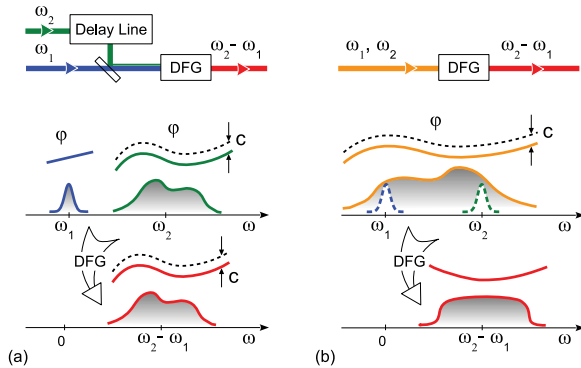 ω₂
Delay Line
ω₁
DFG
ω₂- ω₁
φ
φ
C
ω₁
ω₂
ω
DFG
C
0
ω₂ − ω₁
ω
(a)
ω₁, ω₂
DFG
ω₂- ω₁
φ
C
ω₁
ω₂
ω
DFG
0
ω₂ − ω₁
ω
(b)